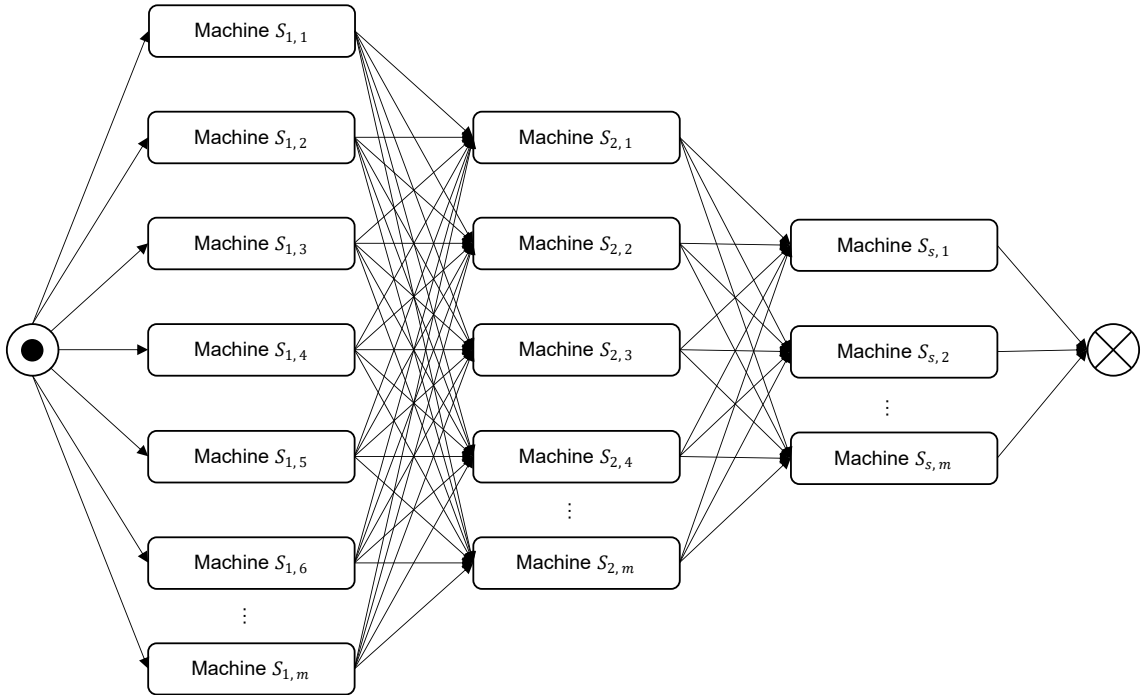 Machine S1, 1
Machine S1, 2
Machine S1, 3
Machine S1, 4
Machine S1, 5
Machine S1, 6
⋮
Machine S1, m
Machine S2, 1
Machine S2, 2
Machine S2, 3
Machine S2, 4
⋮
Machine S2, m
Machine Ss, 1
Machine Ss, 2
⋮
Machine Ss, m